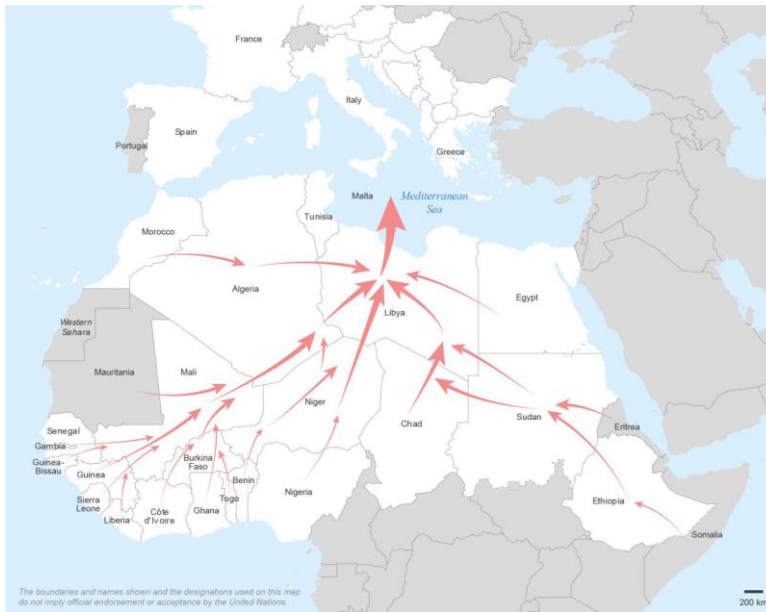 France
Italy
Spain
Portugal
Greece
Malta
Mediterranean
Sea
Tunisia
Morocco
Algeria
Libya
Egypt
Western
Sahara
Mauritania
Mali
Niger
Chad
Sudan
Eritrea
Senegal
Gambia
Guinea-
Bissau
Guinea
Sierra
Leone
Liberia
Côte
d'Ivoire
Burkina
Faso
Ghana
Togo
Benin
Nigeria
Ethiopia
Somalia
The boundaries and names shown and the designations used on this map
do not imply official endorsement or acceptance by the United Nations.
200 km